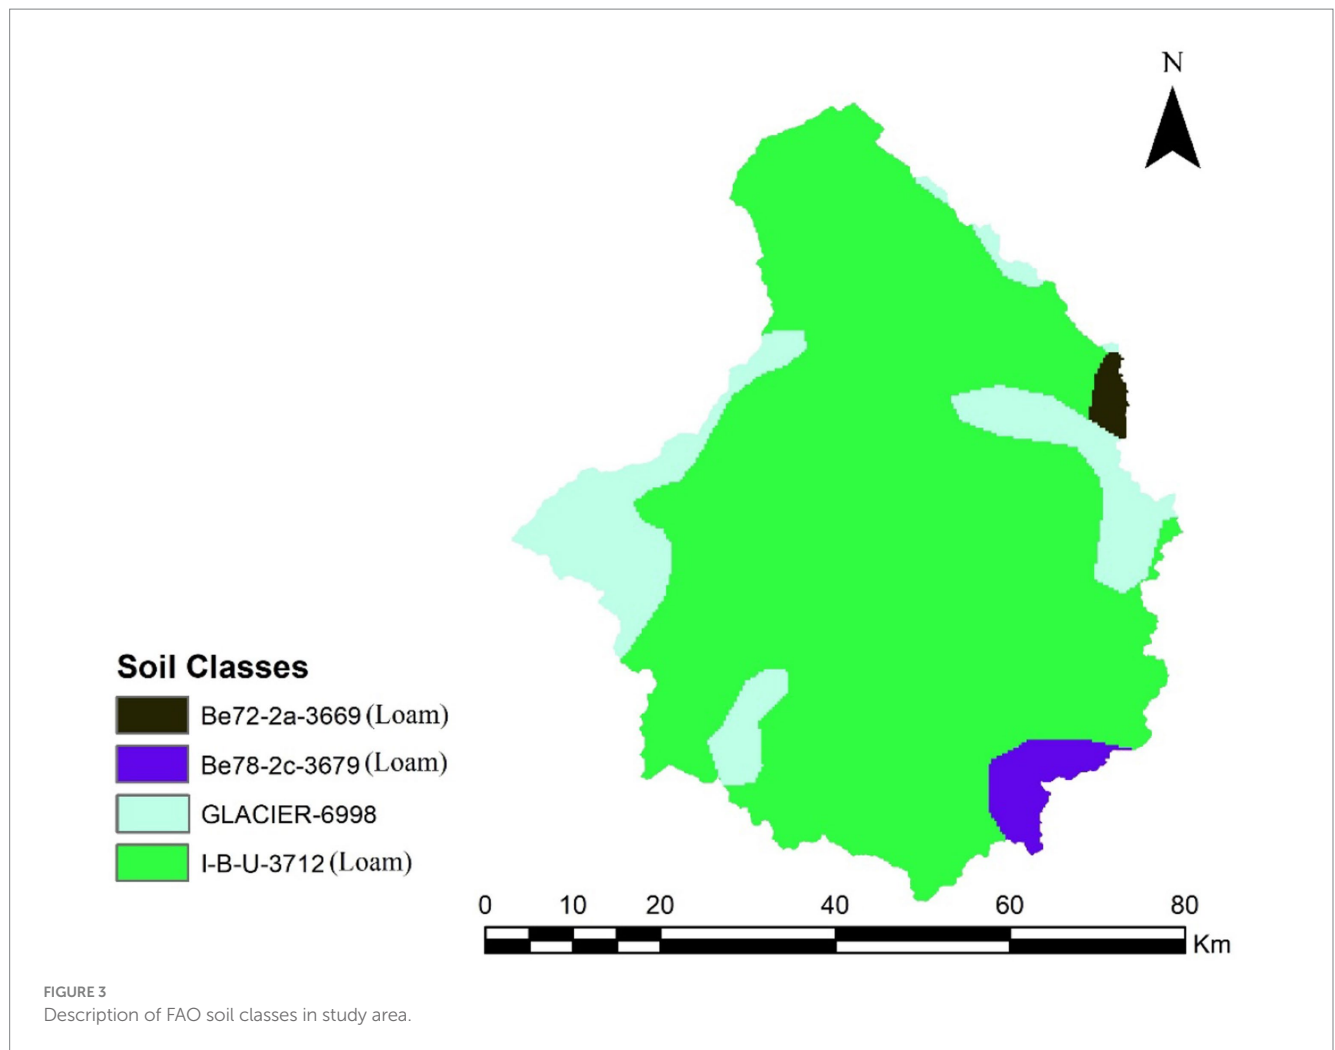 N
Soil Classes
Be72-2a-3669 (Loam)
Be78-2c-3679 (Loam)
GLACIER-6998
I-B-U-3712 (Loam)
0 10 20 40 60 80
Km
FIGURE 3
Description of FAO soil classes in study area.